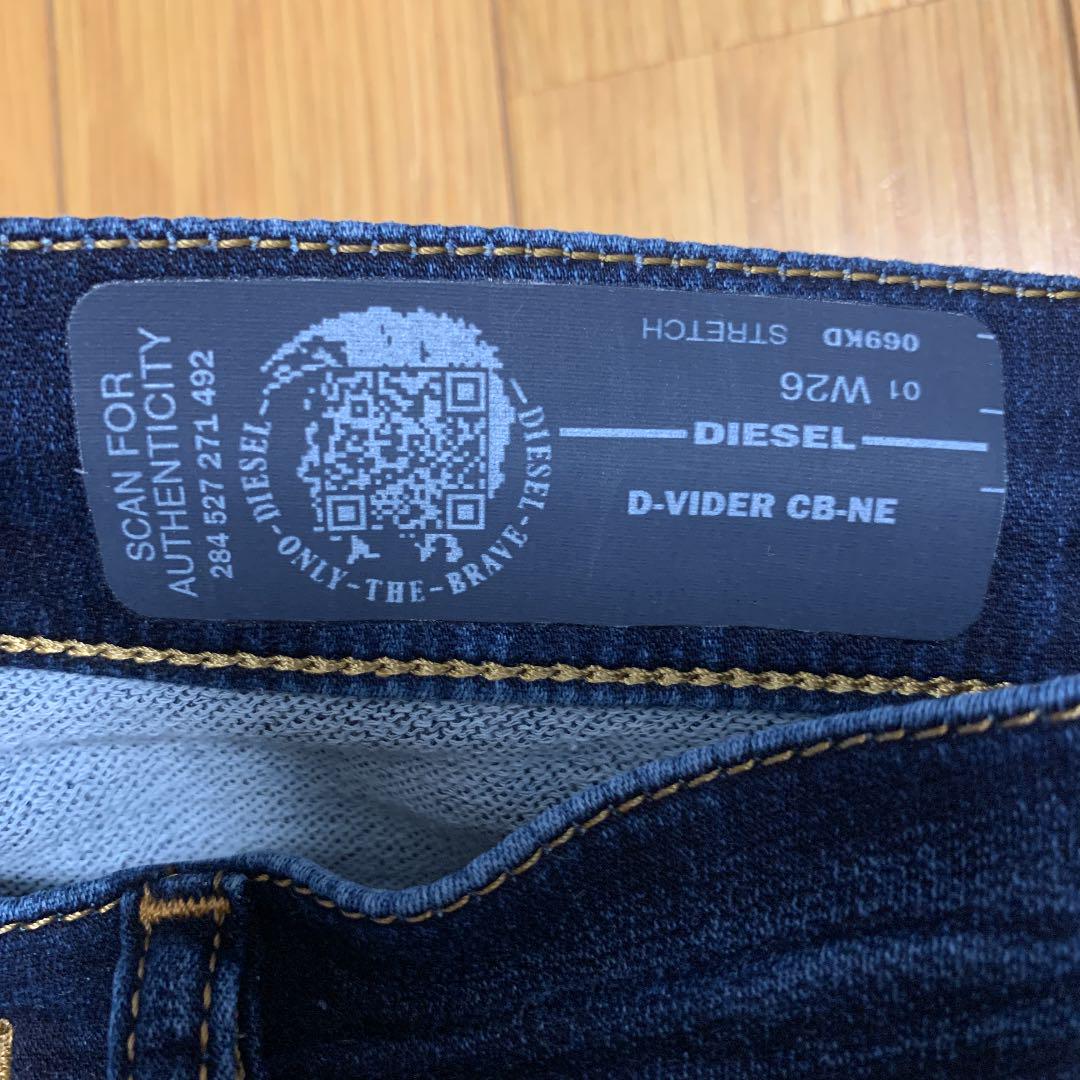 SCAN FOR
AUTHENTICITY
284 527 271 492
DIESEL-ONLY-THE-BRAVE-DIESEL
069KD STRETCH
01 W26
DIESEL
D-VIDER CB-NE